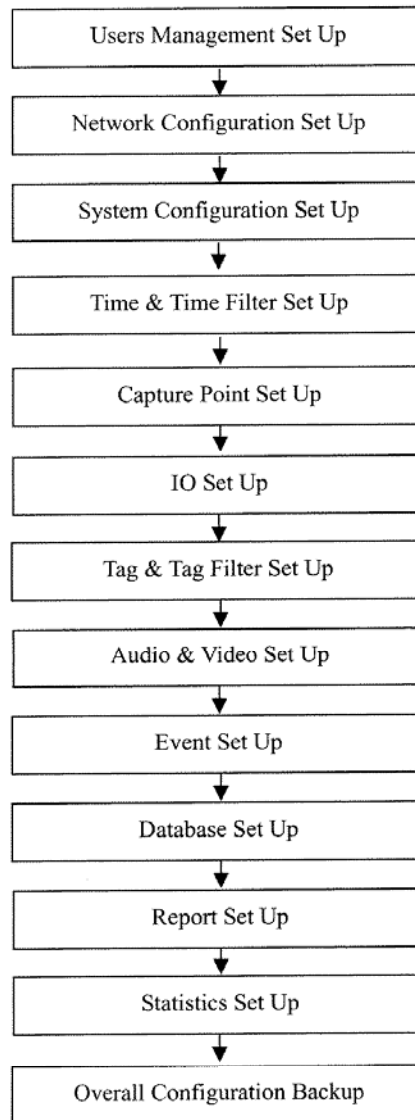 Users Management Set Up
Network Configuration Set Up
System Configuration Set Up
Time & Time Filter Set Up
Capture Point Set Up
IO Set Up
Tag & Tag Filter Set Up
Audio & Video Set Up
Event Set Up
Database Set Up
Report Set Up
Statistics Set Up
Overall Configuration Backup